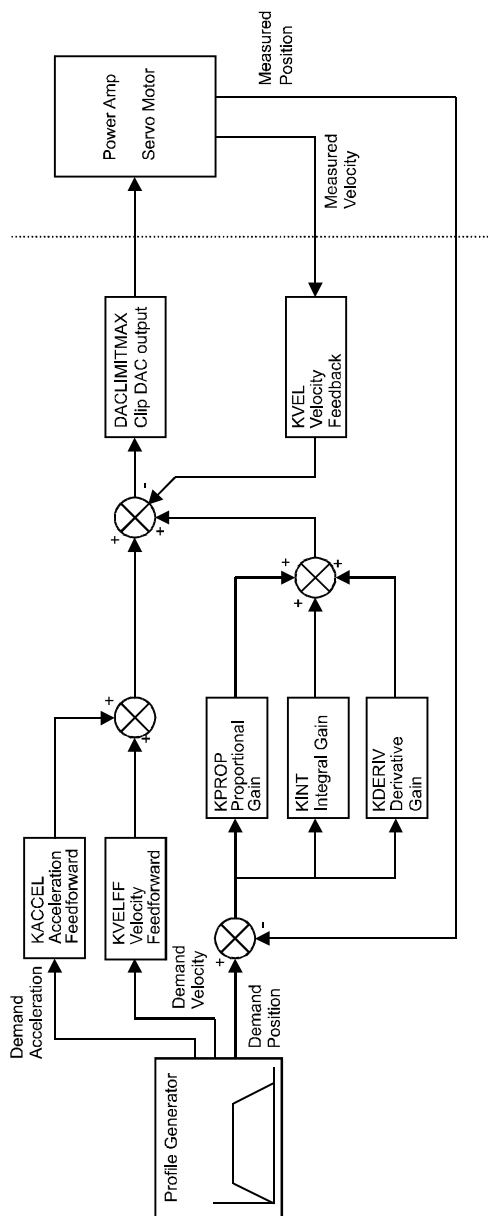 Profile Generator
Demand
Acceleration
Demand
Velocity
Demand
Position
KACCEL
Acceleration
Feedforward
KVELFF
Velocity
Feedforward
+
-
KPROP
Proportional
Gain
KINT
Integral Gain
KDERIV
Derivative
Gain
+
+
+
+
+
+
+
-
DACLIMITMAX
Clip DAC output
KVEL
Velocity
Feedback
Power Amp
Servo Motor
Measured
Velocity
Measured
Position